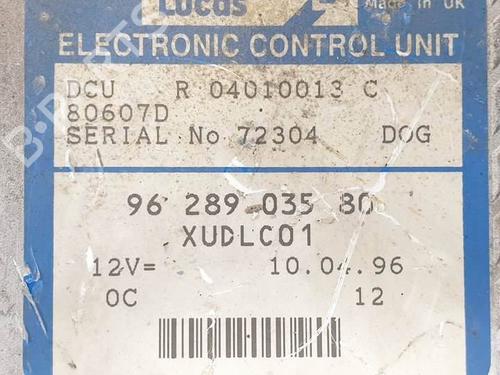 Lucas
Made in UK
ELECTRONIC CONTROL UNIT
DCU R 04010013 C
80607D
SERIAL No 72304 DOG
96 289 035 80
XUDLC01
12V= 10.04.96
0C 12